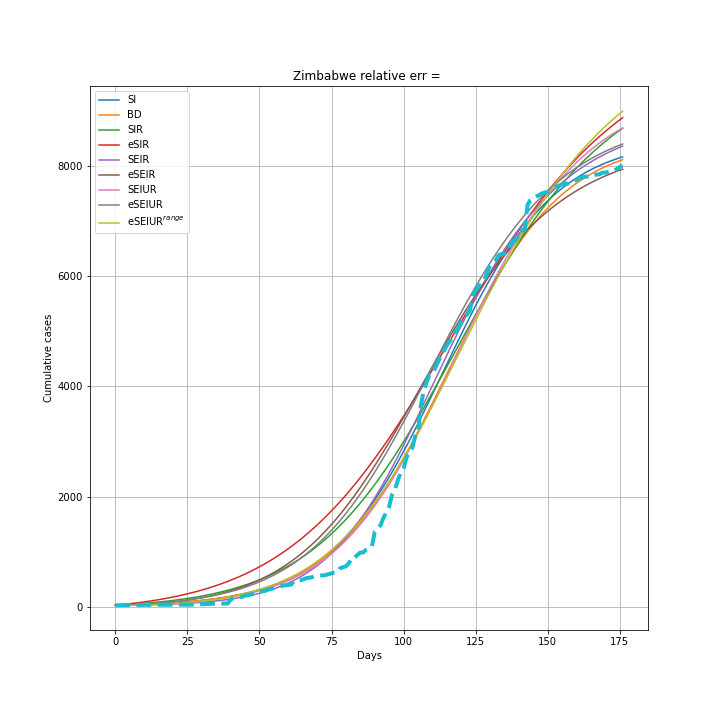 Zimbabwe relative err =
SI
BD
SIR
eSIR
SEIR
eSEIR
SEIUR
eSEIUR
eSEIUR^range
8000
6000
4000
2000
0
Cumulative cases
0 25 50 75 100 125 150 175
Days